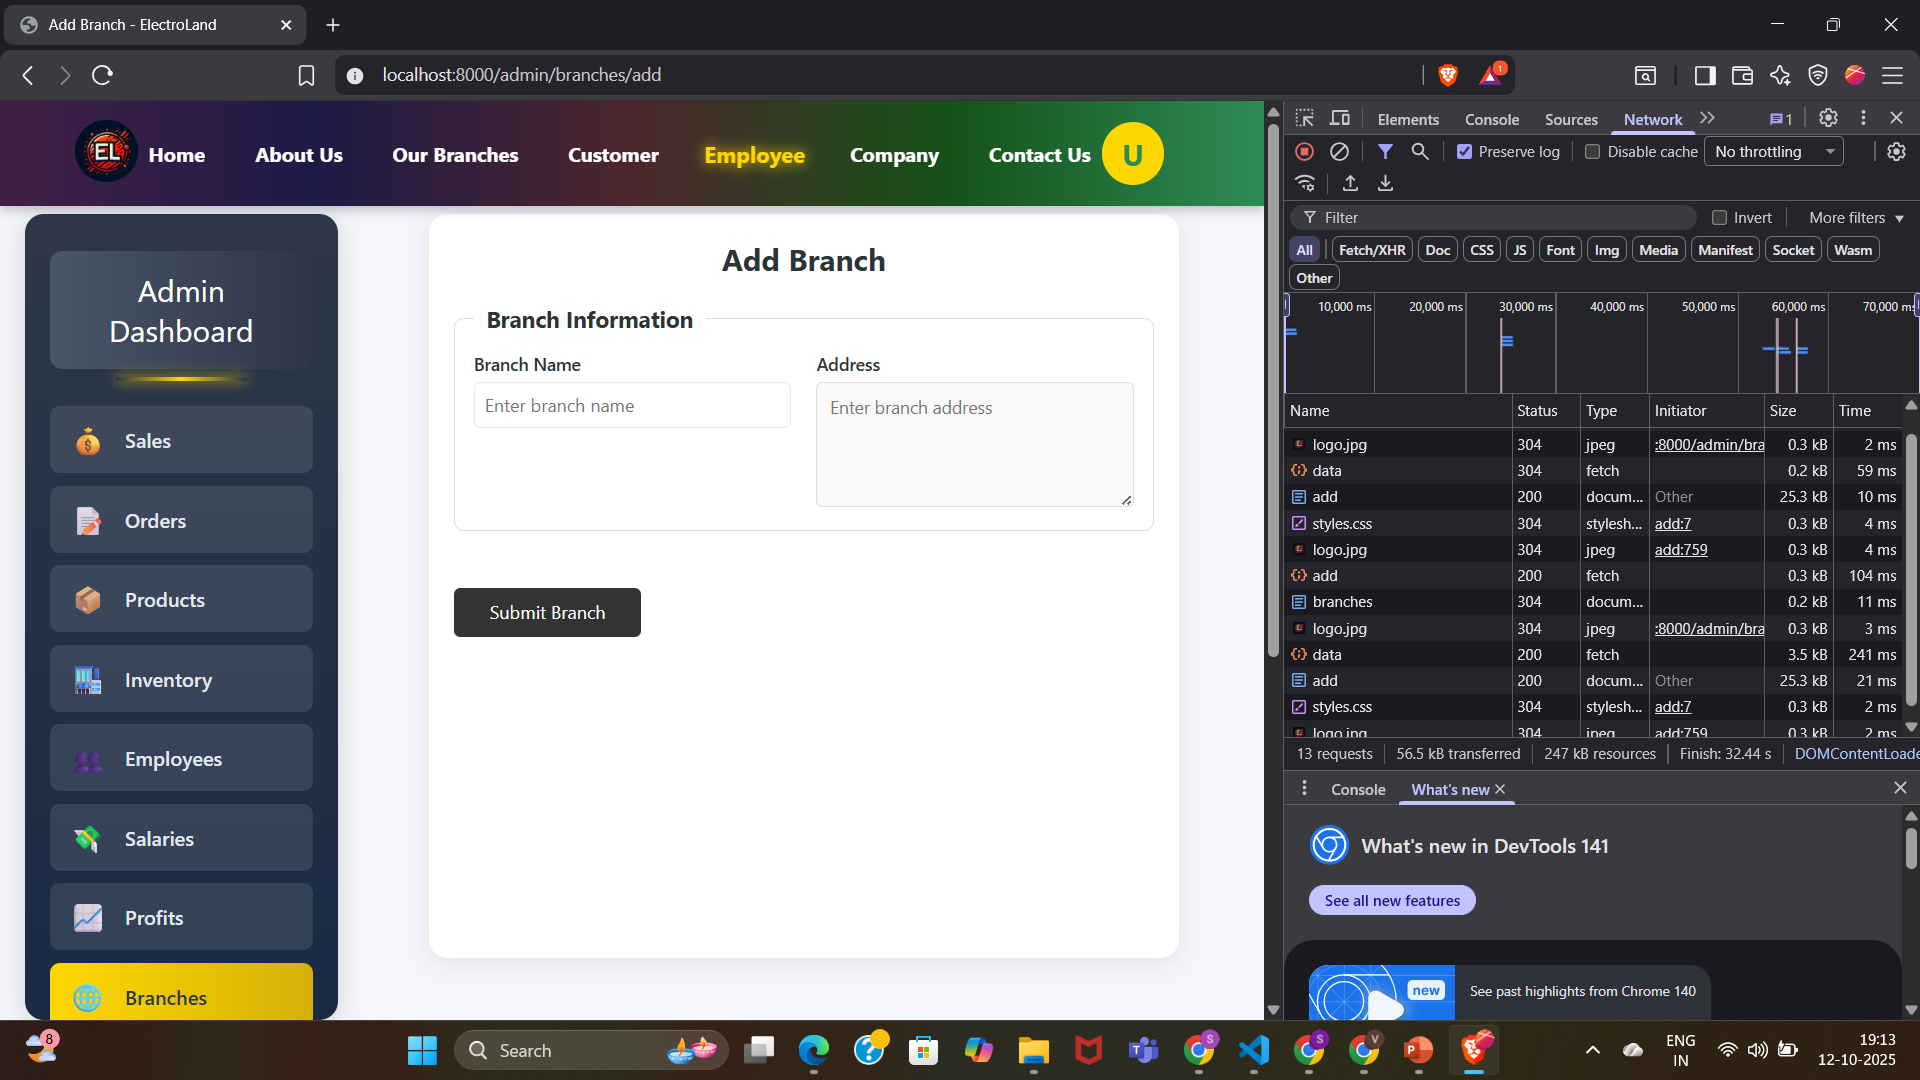 Add Branch - ElectroLand
localhost:8000/admin/branches/add
1
EL
Home
About Us
Our Branches
Customer
Employee
Company
Contact Us
U
Admin
Dashboard
Sales
Orders
Products
Inventory
Employees
Salaries
Profits
Branches
Add Branch
Branch Information
Branch Name
Enter branch name
Address
Enter branch address
Submit Branch
Elements
Console
Sources
Network
1
Preserve log
Disable cache
No throttling
Filter
Invert
More filters
All
Fetch/XHR
Doc
CSS
JS
Font
Img
Media
Manifest
Socket
Wasm
Other
10,000 ms
20,000 ms
30,000 ms
40,000 ms
50,000 ms
60,000 ms
70,000 ms
Name Status Type Initiator Size Time
logo.jpg 304 jpeg :8000/admin/bra 0.3 kB 2 ms
data 304 fetch 0.2 kB 59 ms
add 200 docum... Other 25.3 kB 10 ms
styles.css 304 stylesh... add:7 0.3 kB 4 ms
logo.jpg 304 jpeg add:759 0.3 kB 4 ms
add 200 fetch 0.3 kB 104 ms
branches 304 docum... 0.2 kB 11 ms
logo.jpg 304 jpeg :8000/admin/bra 0.3 kB 3 ms
data 200 fetch 3.5 kB 241 ms
add 200 docum... Other 25.3 kB 21 ms
styles.css 304 stylesh... add:7 0.3 kB 2 ms
logo.jpg 304 jpeg add:759 0.3 kB 2 ms
13 requests
56.5 kB transferred
247 kB resources
Finish: 32.44 s
DOMContentLoade
Console
What's new
What's new in DevTools 141
See all new features
new
See past highlights from Chrome 140
8
Search
S
S
V
P
ENG
IN
19:13
12-10-2025